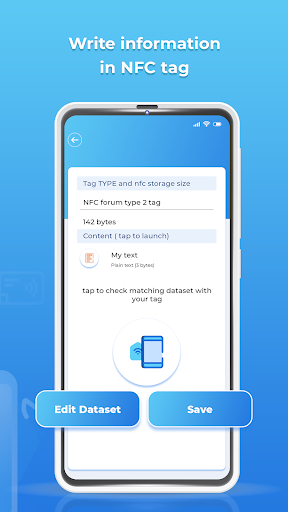 Write information
in NFC tag
Tag TYPE and nfc storage size
NFC forum type 2 tag
142 bytes
Content ( tap to launch)
My text
Plain text (5 bytes)
tap to check matching dataset with
your tag
Edit Dataset
Save